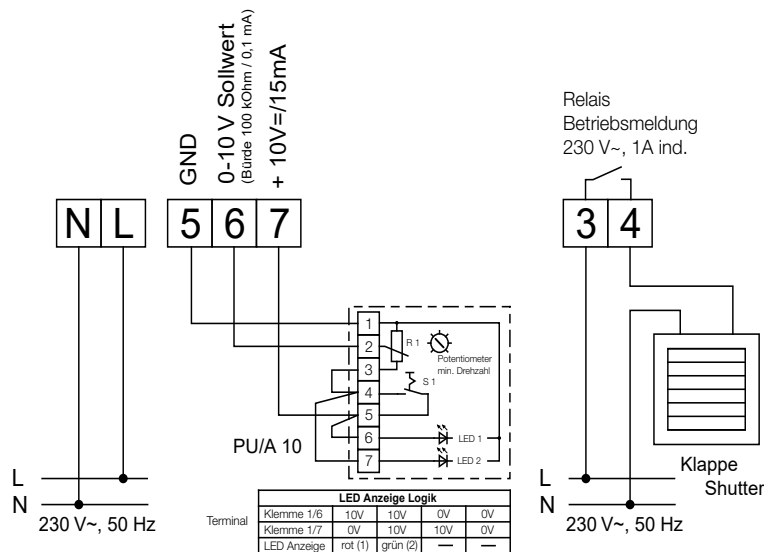 GND
0-10 V Sollwert
(Bürde 100 kOhm / 0,1 mA)
+ 10V=/15mA
Relais
Betriebsmeldung
230 V~, 1A ind.
N L 5 6 7
3 4
1
2
3
4
5
6
7
R 1
Potentiometer
min. Drehzahl
S 1
LED 1
LED 2
PU/A 10
L
N
230 V~, 50 Hz
Terminal
LED Anzeige Logik
Klemme 1/6 10V 10V 0V 0V
Klemme 1/7 0V 10V 10V 0V
LED Anzeige rot (1) grün (2) — —
Klappe
Shutter
L
N
230 V~, 50 Hz